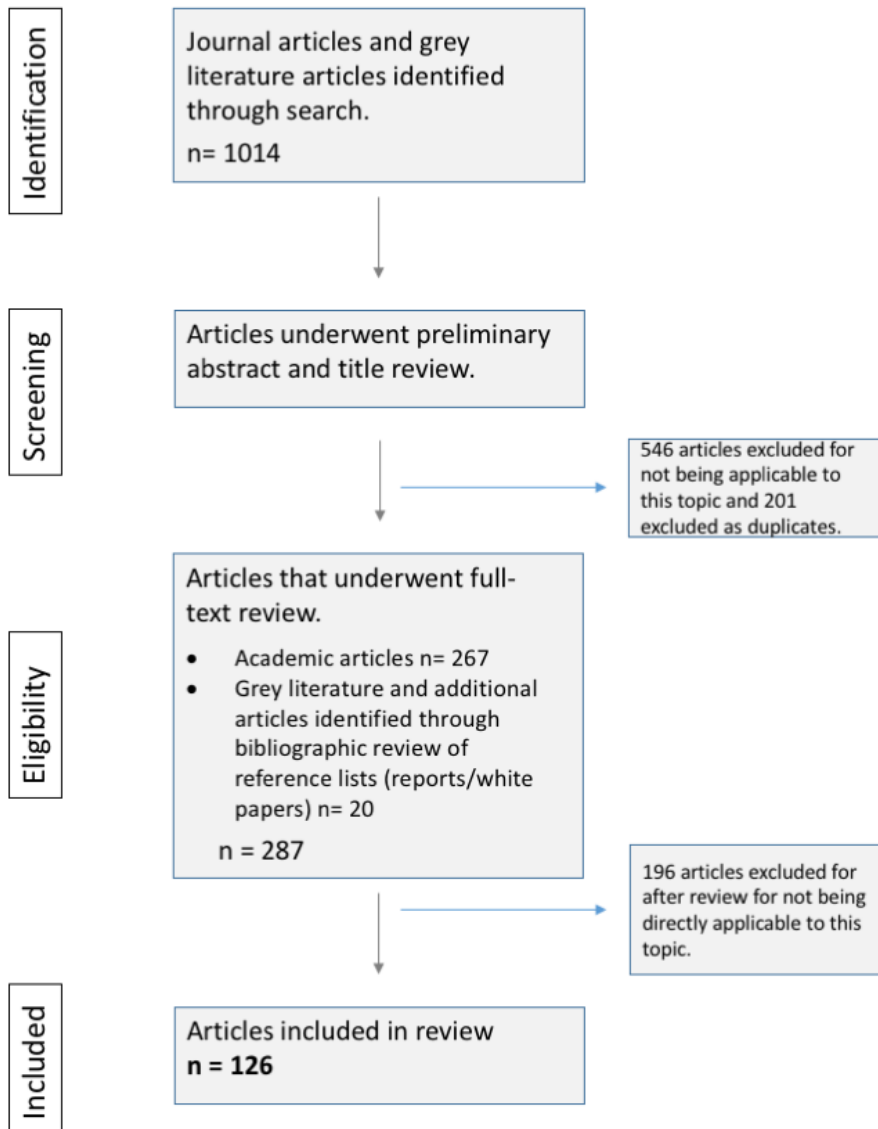 Identification
Journal articles and grey
literature articles identified
through search.
n= 1014
Screening
Articles underwent preliminary
abstract and title review.
546 articles excluded for
not being applicable to
this topic and 201
excluded as duplicates.
Eligibility
Articles that underwent full-
text review.
• Academic articles n= 267
• Grey literature and additional
articles identified through
bibliographic review of
reference lists (reports/white
papers) n= 20
n = 287
196 articles excluded for
after review for not being
directly applicable to this
topic.
Included
Articles included in review
n = 126